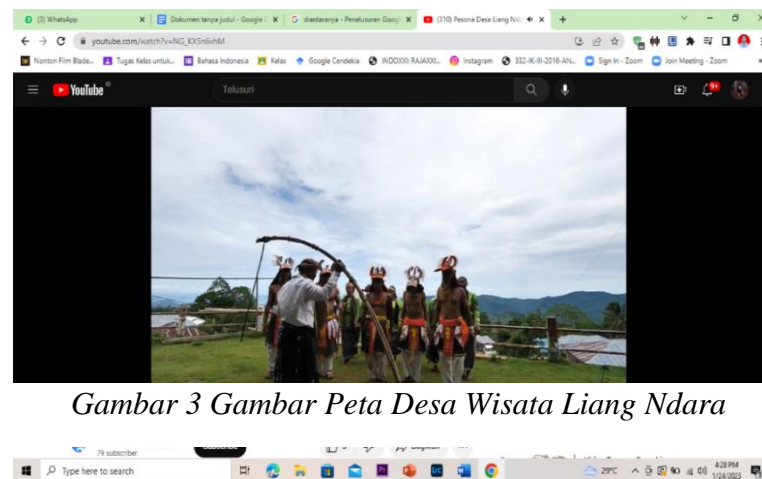 (3) WhatsApp
Dokumen tanpa judul - Google
diantaranya - Penelusuran Goog
(310) Pesona Desa Liang Nd
youtube.com/watch?v=NG_
Nonton Film Blade...
Tugas Kelas untuk...
Bahasa Indonesia
Kelas
Google Cendekia
INDOXXI: RAJAXXI...
Instagram
332-IK-III-2016-AN...
Sign In - Zoom
Join Meeting - Zoom
YouTube
ID
Telusuri
9+
Gambar 3 Gambar Peta Desa Wisata Liang Ndara
79 subscriber
Type here to search
29°C
4:28 PM
1/24/2023